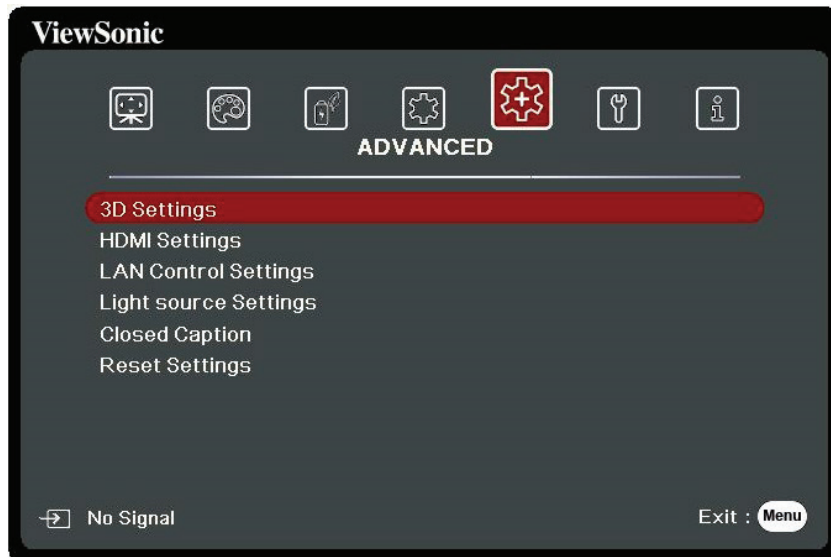 ViewSonic
ADVANCED
3D Settings
HDMI Settings
LAN Control Settings
Light source Settings
Closed Caption
Reset Settings
No Signal
Exit : Menu